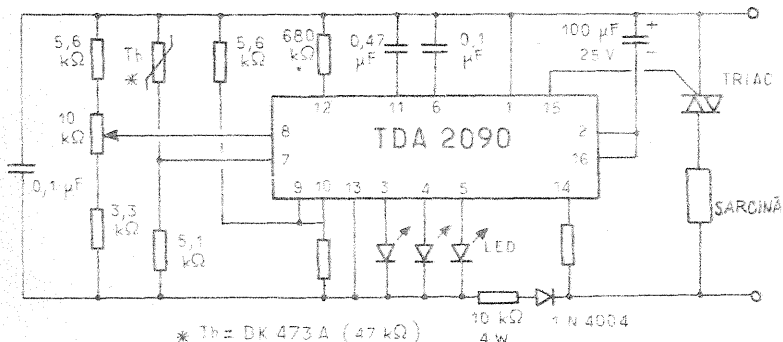 5,6
kΩ
Th
*
5,6
kΩ
680
kΩ
0,47
µF
0,1
µF
100 µF
25 V
+
−
TRIAC
12
11
6
1
15
10
kΩ
8
7
TDA 2090
2
16
0,1 µF
3,3
kΩ
5,1
kΩ
9
10
13
3
4
5
14
SARCINĂ
LED
10 kΩ
4 W
1 N 4004
* Th = DK 473 A (47 kΩ)